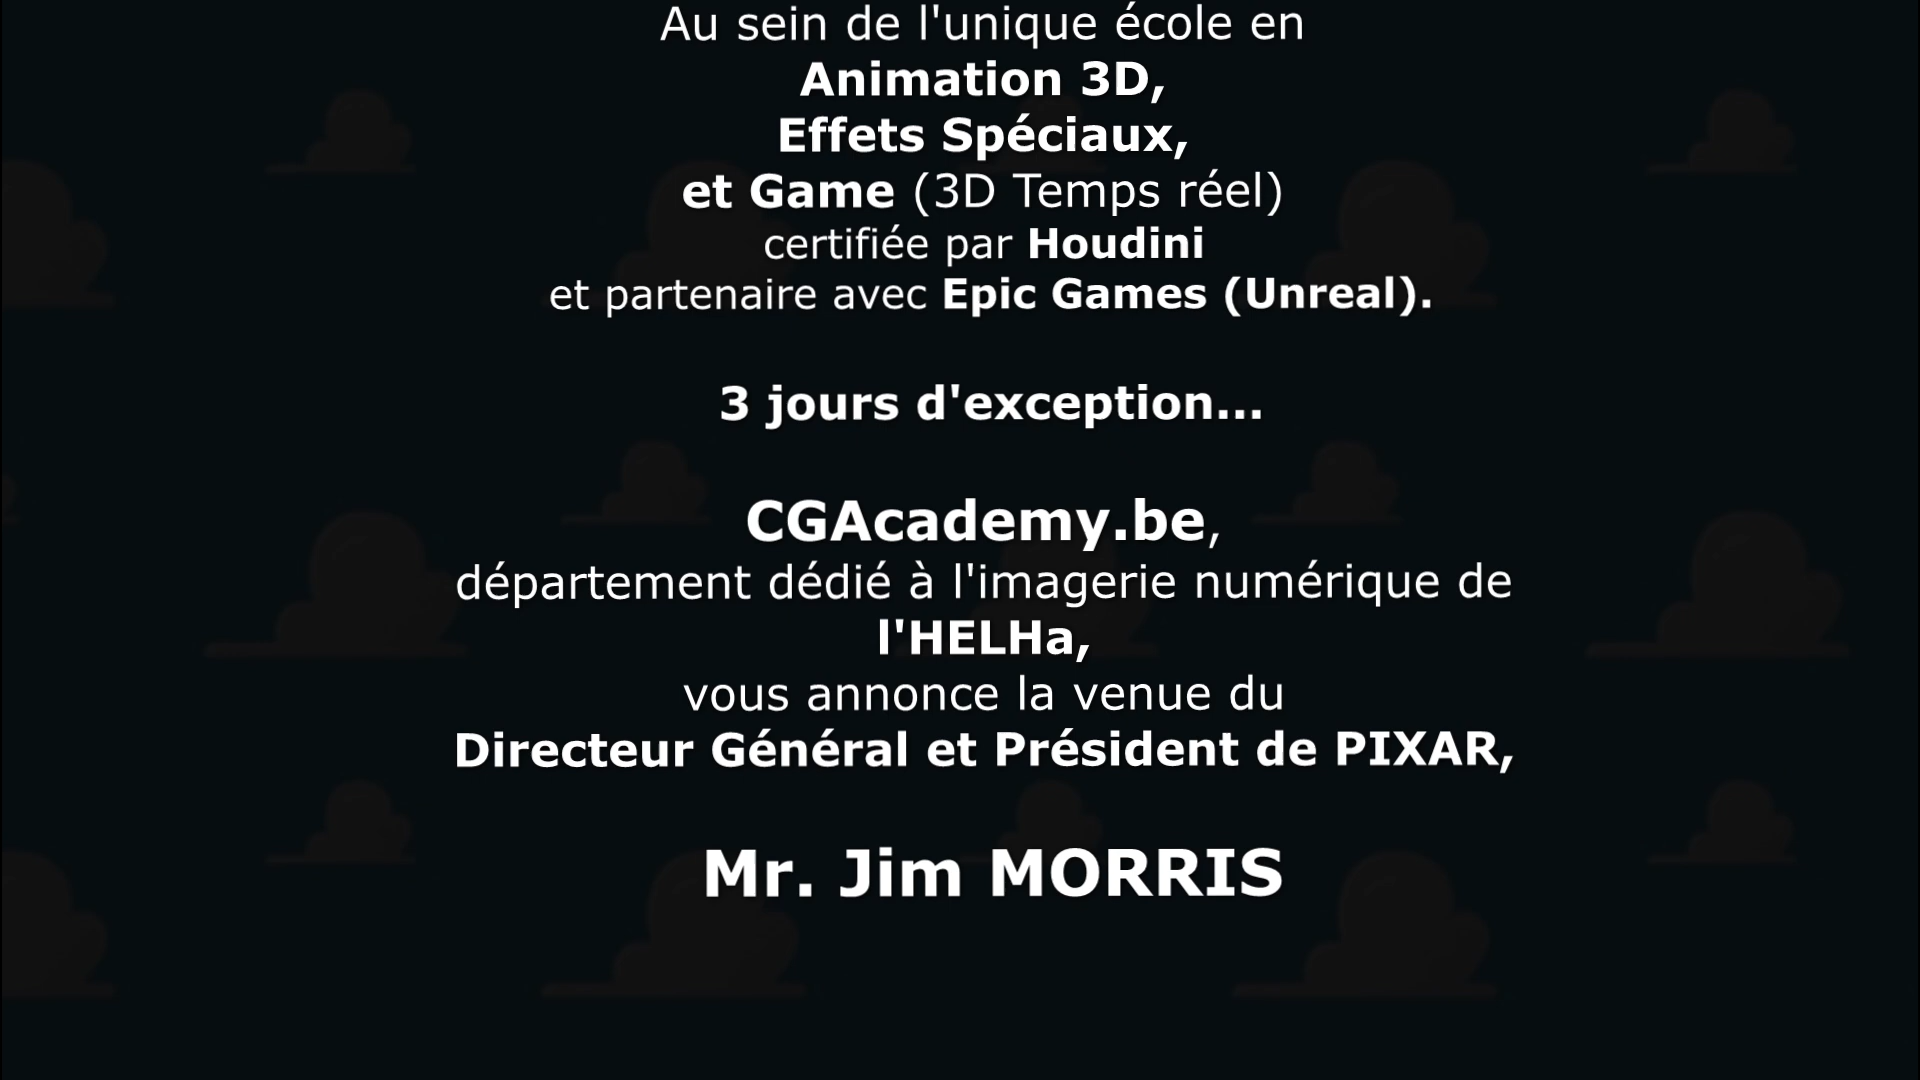 Au sein de l'unique école en
Animation 3D,
Effets Spéciaux,
et Game (3D Temps réel)
certifiée par Houdini
et partenaire avec Epic Games (Unreal).
3 jours d'exception...
CGAcademy.be,
département dédié à l'imagerie numérique de
l'HELHa,
vous annonce la venue du
Directeur Général et Président de PIXAR,
Mr. Jim MORRIS